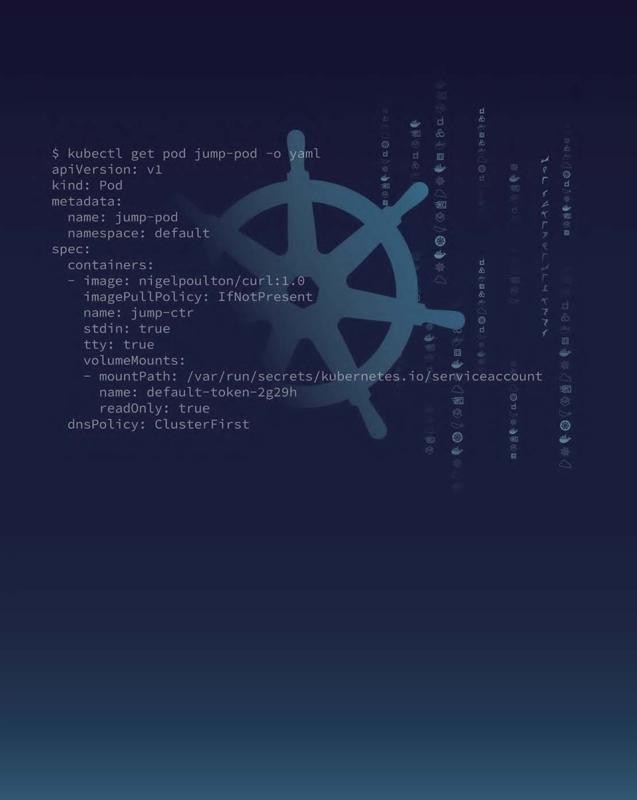 $ kubectl get pod jump-pod -o yaml
apiVersion: v1
kind: Pod
metadata:
  name: jump-pod
  namespace: default
spec:
  containers:
  - image: nigelpoulton/curl:1.0
    imagePullPolicy: IfNotPresent
    name: jump-ctr
    stdin: true
    tty: true
    volumeMounts:
    - mountPath: /var/run/secrets/kubernetes.io/serviceaccount
      name: default-token-2g29h
      readOnly: true
  dnsPolicy: ClusterFirst